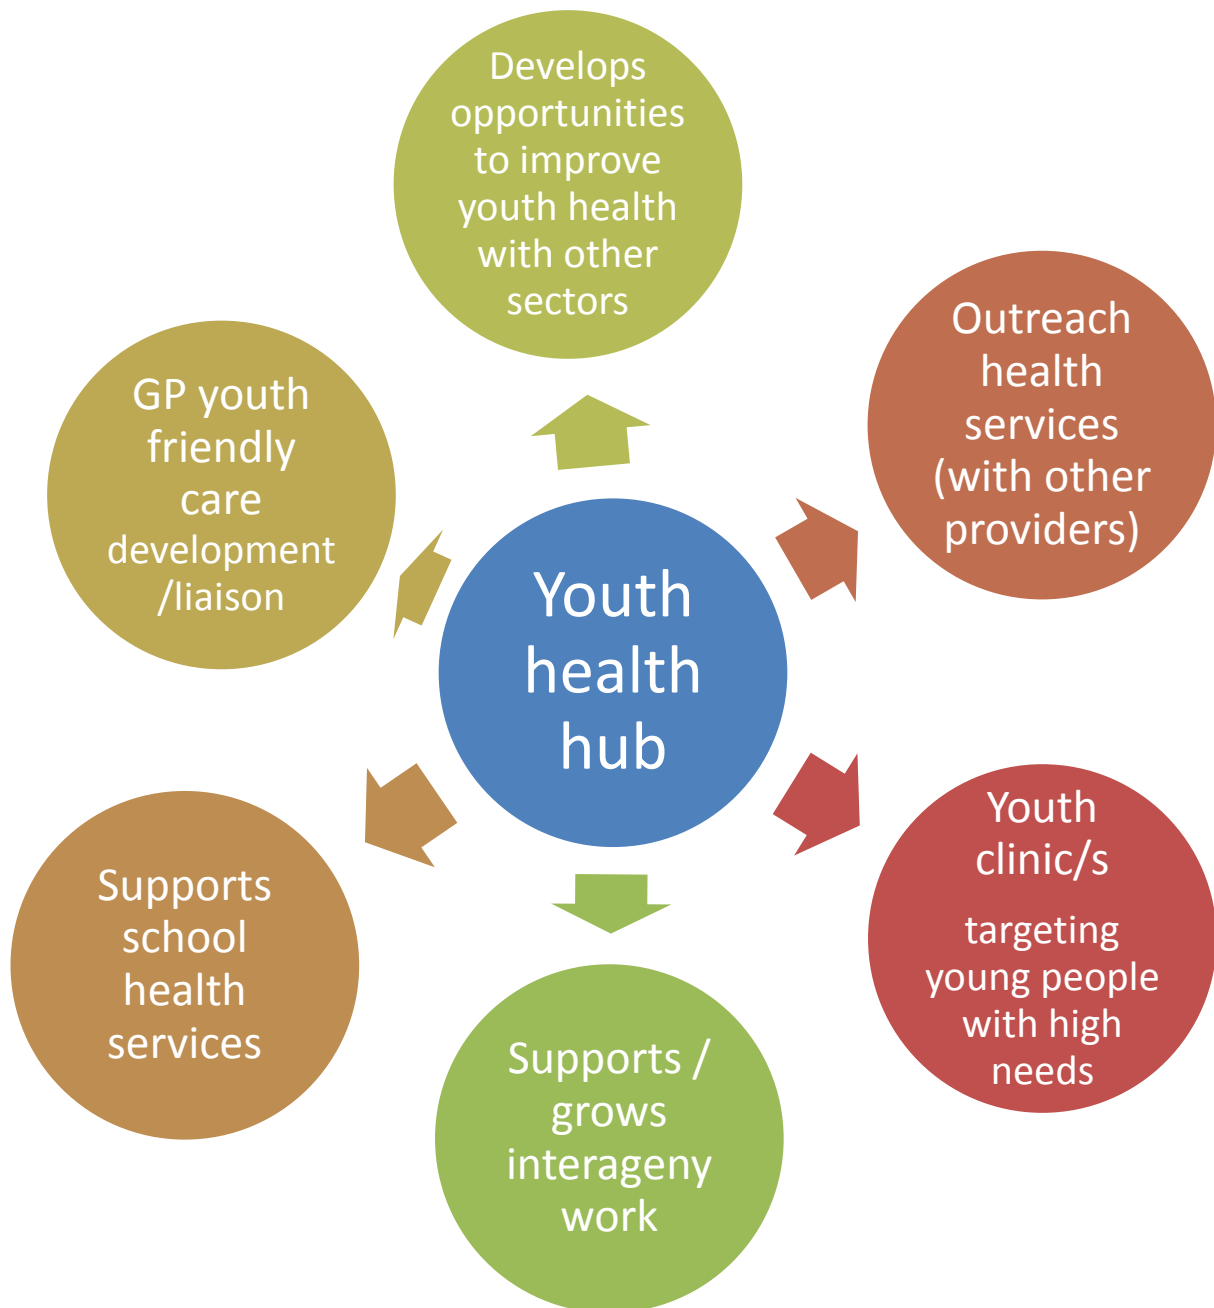 Develops
opportunities
to improve
youth health
with other
sectors
Outreach
health
services
(with other
providers)
GP youth
friendly
care
development
/liaison
Youth
health
hub
Youth
clinic/s
targeting
young people
with high
needs
Supports
school
health
services
Supports /
grows
interageny
work